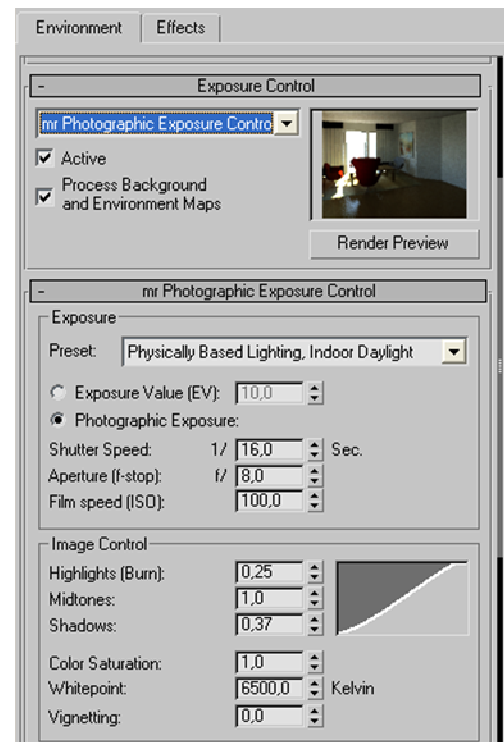 Environment Effects
- Exposure Control
mr Photographic Exposure Contro
Active
Process Background
and Environment Maps
Render Preview
- mr Photographic Exposure Control
Exposure
Preset: Physically Based Lighting, Indoor Daylight
Exposure Value (EV): 10,0
Photographic Exposure:
Shutter Speed: 1/ 16,0 Sec.
Aperture (f-stop): f/ 8,0
Film speed (ISO): 100,0
Image Control
Highlights (Burn): 0,25
Midtones: 1,0
Shadows: 0,37
Color Saturation: 1,0
Whitepoint: 6500,0 Kelvin
Vignetting: 0,0